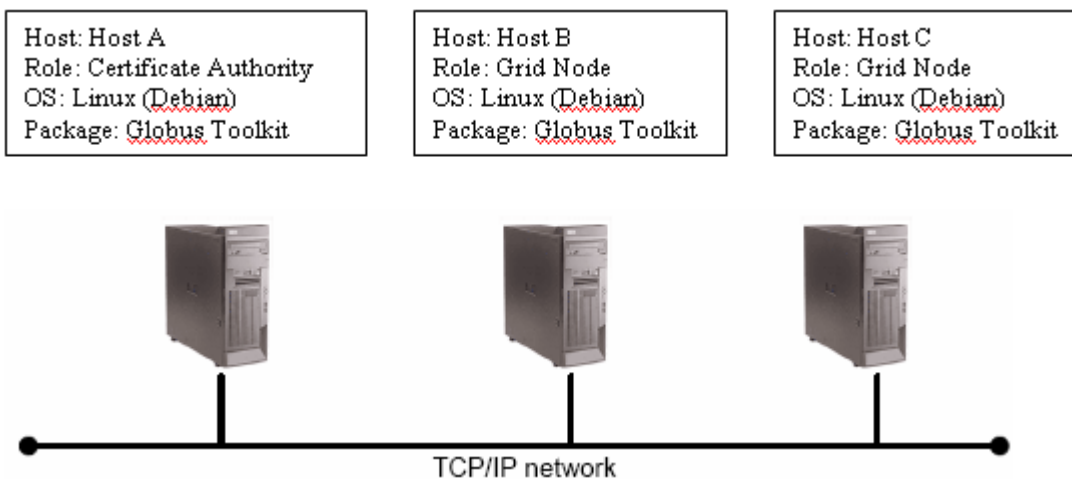 Host: Host A
Role: Certificate Authority
OS: Linux (Debian)
Package: Globus Toolkit
Host: Host B
Role: Grid Node
OS: Linux (Debian)
Package: Globus Toolkit
Host: Host C
Role: Grid Node
OS: Linux (Debian)
Package: Globus Toolkit
TCP/IP network